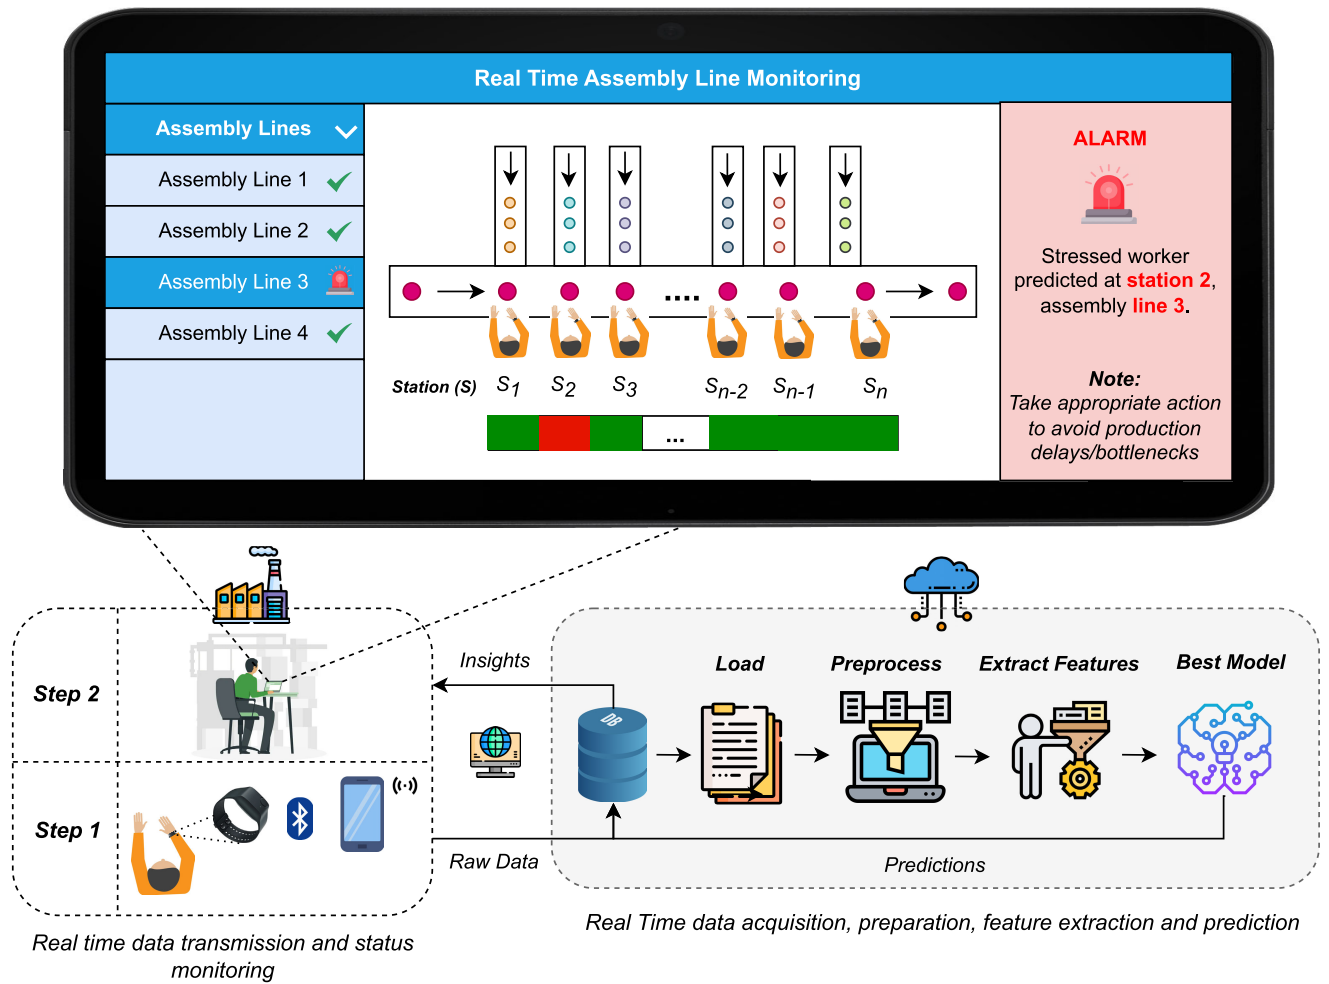 Real Time Assembly Line Monitoring
Assembly Lines
Assembly Line 1
Assembly Line 2
Assembly Line 3
Assembly Line 4
....
Station (S)
S1
S2
S3
Sn-2
Sn-1
Sn
...
ALARM
Stressed worker
predicted at station 2,
assembly line 3.
Note:
Take appropriate action
to avoid production
delays/bottlenecks
Step 2
Step 1
Insights
Raw Data
DB
Load
Preprocess
Extract Features
Best Model
Predictions
Real time data transmission and status
monitoring
Real Time data acquisition, preparation, feature extraction and prediction